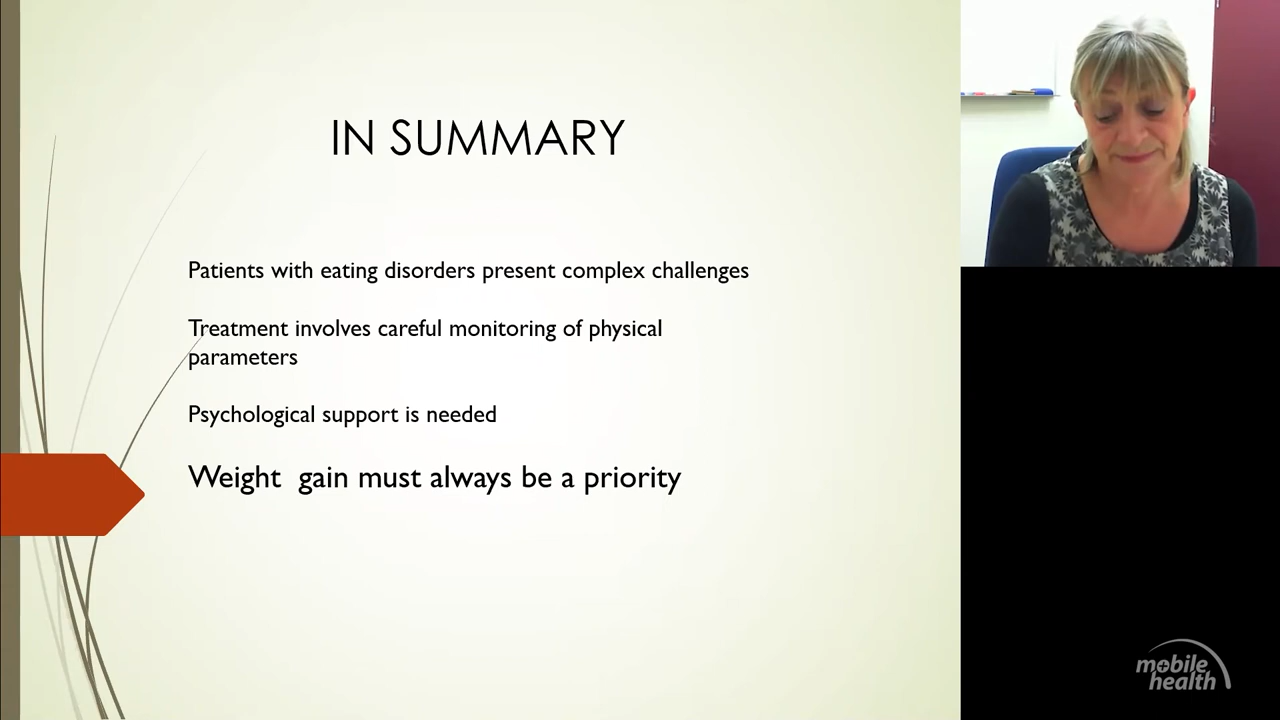 IN SUMMARY
Patients with eating disorders present complex challenges
Treatment involves careful monitoring of physical
parameters
Psychological support is needed
Weight  gain must always be a priority
mobile
health